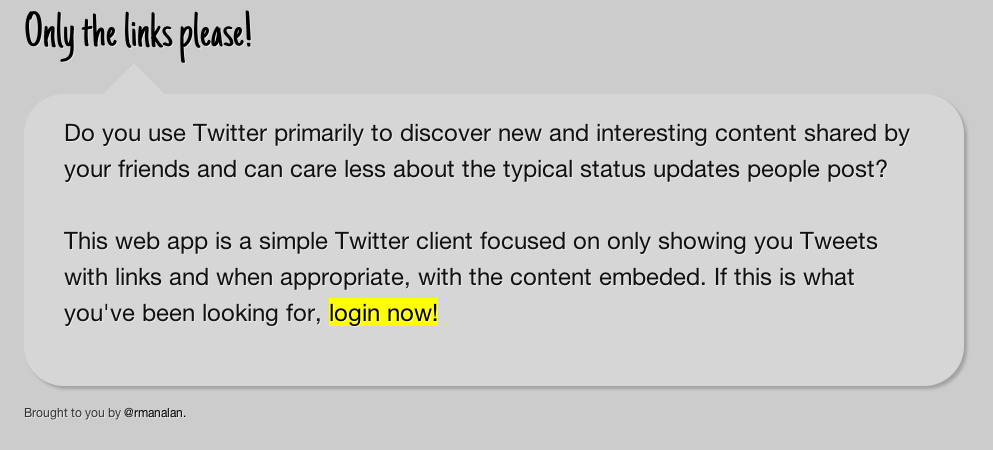 Only the links please!
Do you use Twitter primarily to discover new and interesting content shared by
your friends and can care less about the typical status updates people post?
This web app is a simple Twitter client focused on only showing you Tweets
with links and when appropriate, with the content embeded. If this is what
you've been looking for, login now!
Brought to you by @rmanalan.